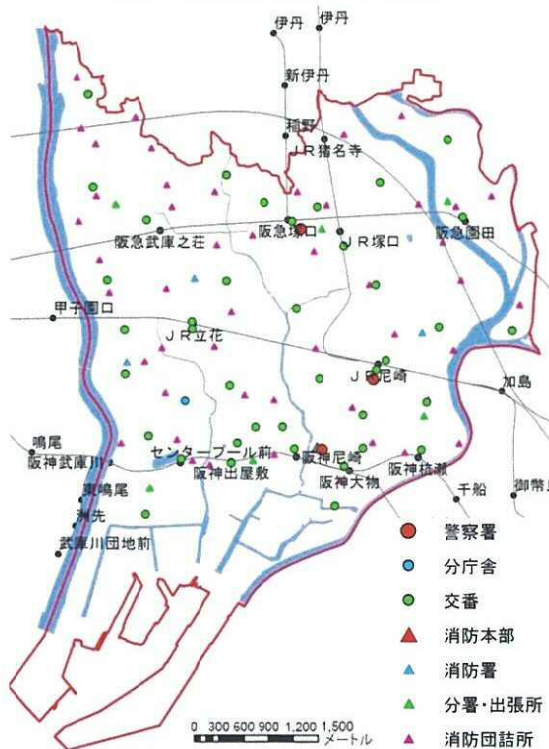 伊丹
伊丹
新伊丹
稲野
JR猪名寺
阪急武庫之荘
阪急塚口
JR塚口
阪急園田
甲子園口
JR立花
JR尼崎
加島
鳴尾
阪神武庫川
センタープール前
阪神出屋敷
阪神尼崎
阪神大物
阪神杭瀬
千船
御幣島
東鳴尾
洲先
武庫川団地前
警察署
分庁舎
交番
消防本部
消防署
分署・出張所
消防団詰所
0 300 600 900 1,200 1,500
メートル